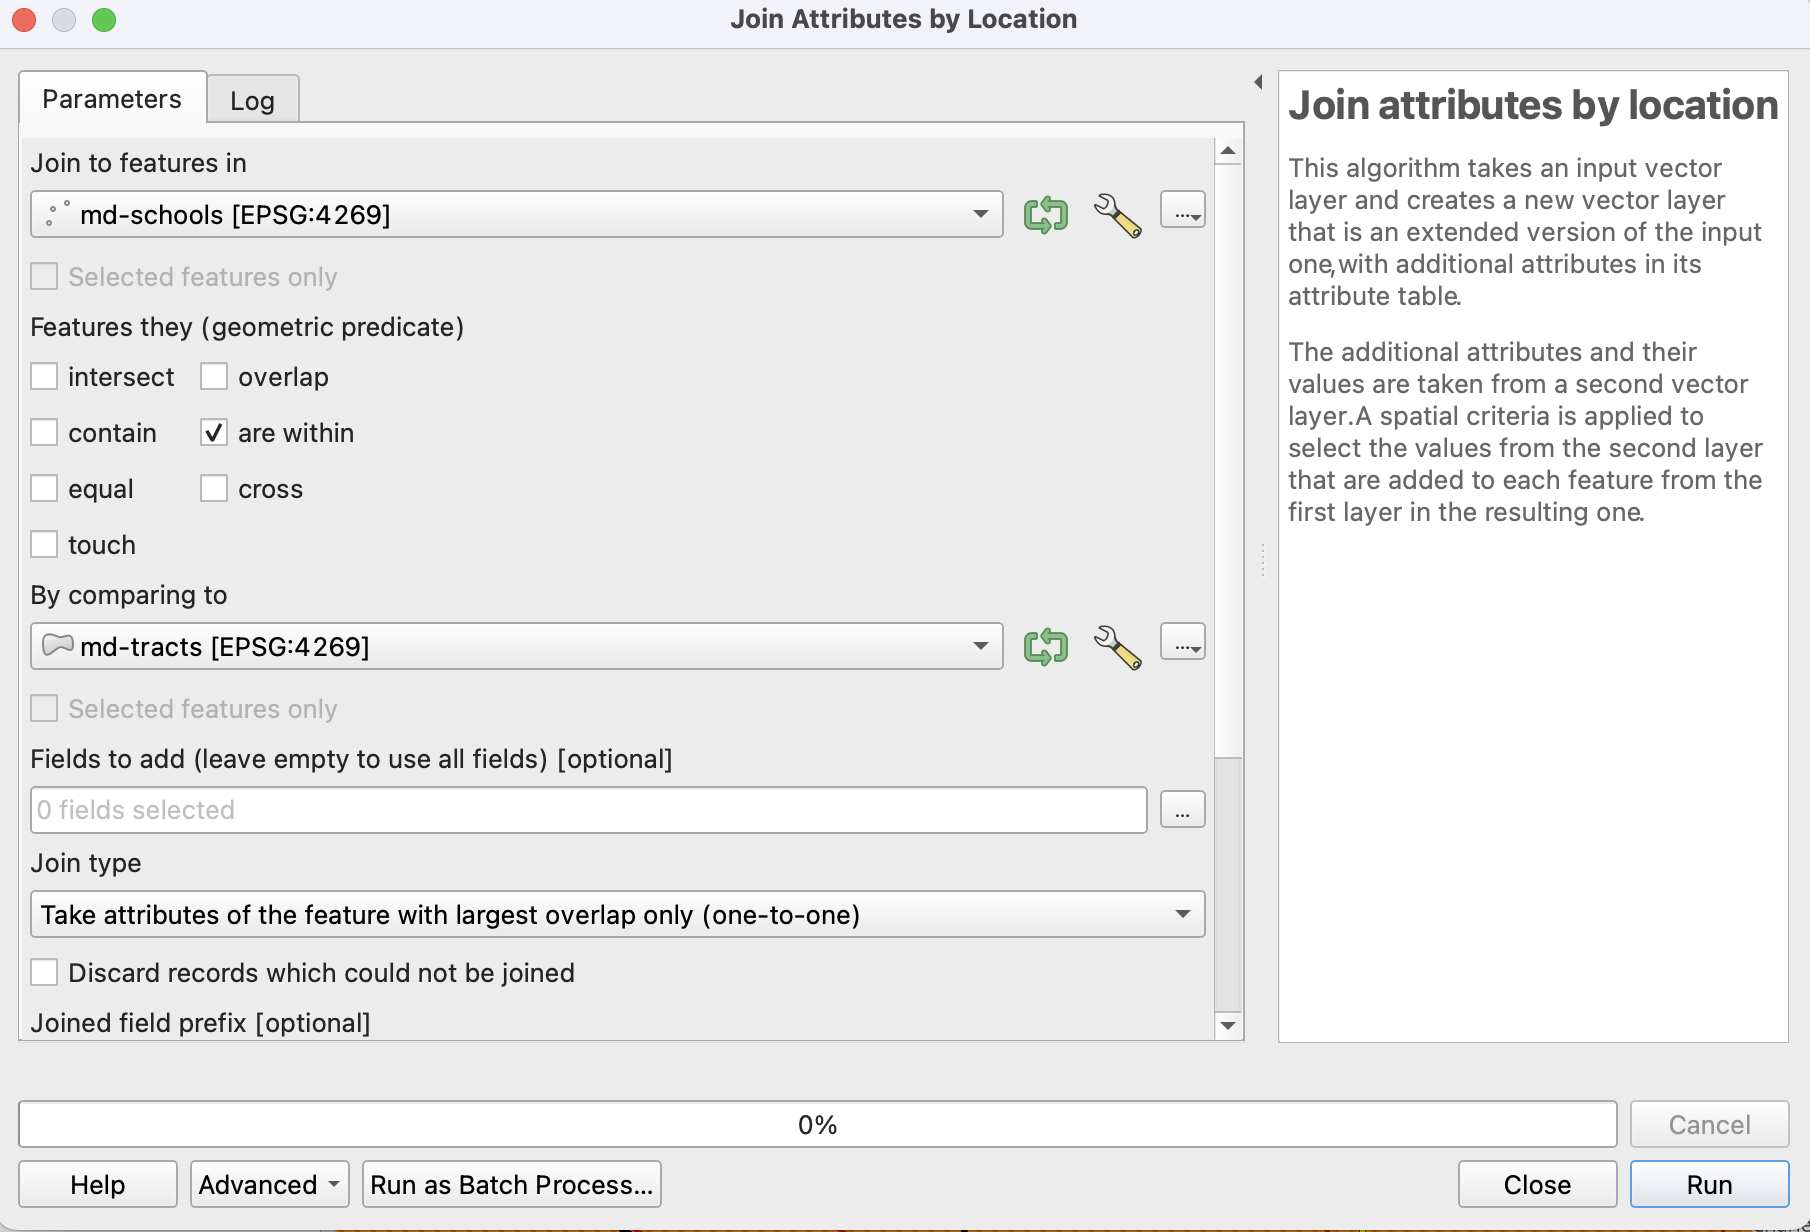 Join Attributes by Location
Parameters
Log
Join to features in
md-schools [EPSG:4269]
...
Selected features only
Features they (geometric predicate)
intersect
overlap
contain
are within
equal
cross
touch
By comparing to
md-tracts [EPSG:4269]
...
Selected features only
Fields to add (leave empty to use all fields) [optional]
0 fields selected
...
Join type
Take attributes of the feature with largest overlap only (one-to-one)
Discard records which could not be joined
Joined field prefix [optional]
Join attributes by location
This algorithm takes an input vector
layer and creates a new vector layer
that is an extended version of the input
one, with additional attributes in its
attribute table.
The additional attributes and their
values are taken from a second vector
layer. A spatial criteria is applied to
select the values from the second layer
that are added to each feature from the
first layer in the resulting one.
0%
Cancel
Help
Advanced
Run as Batch Process...
Close
Run